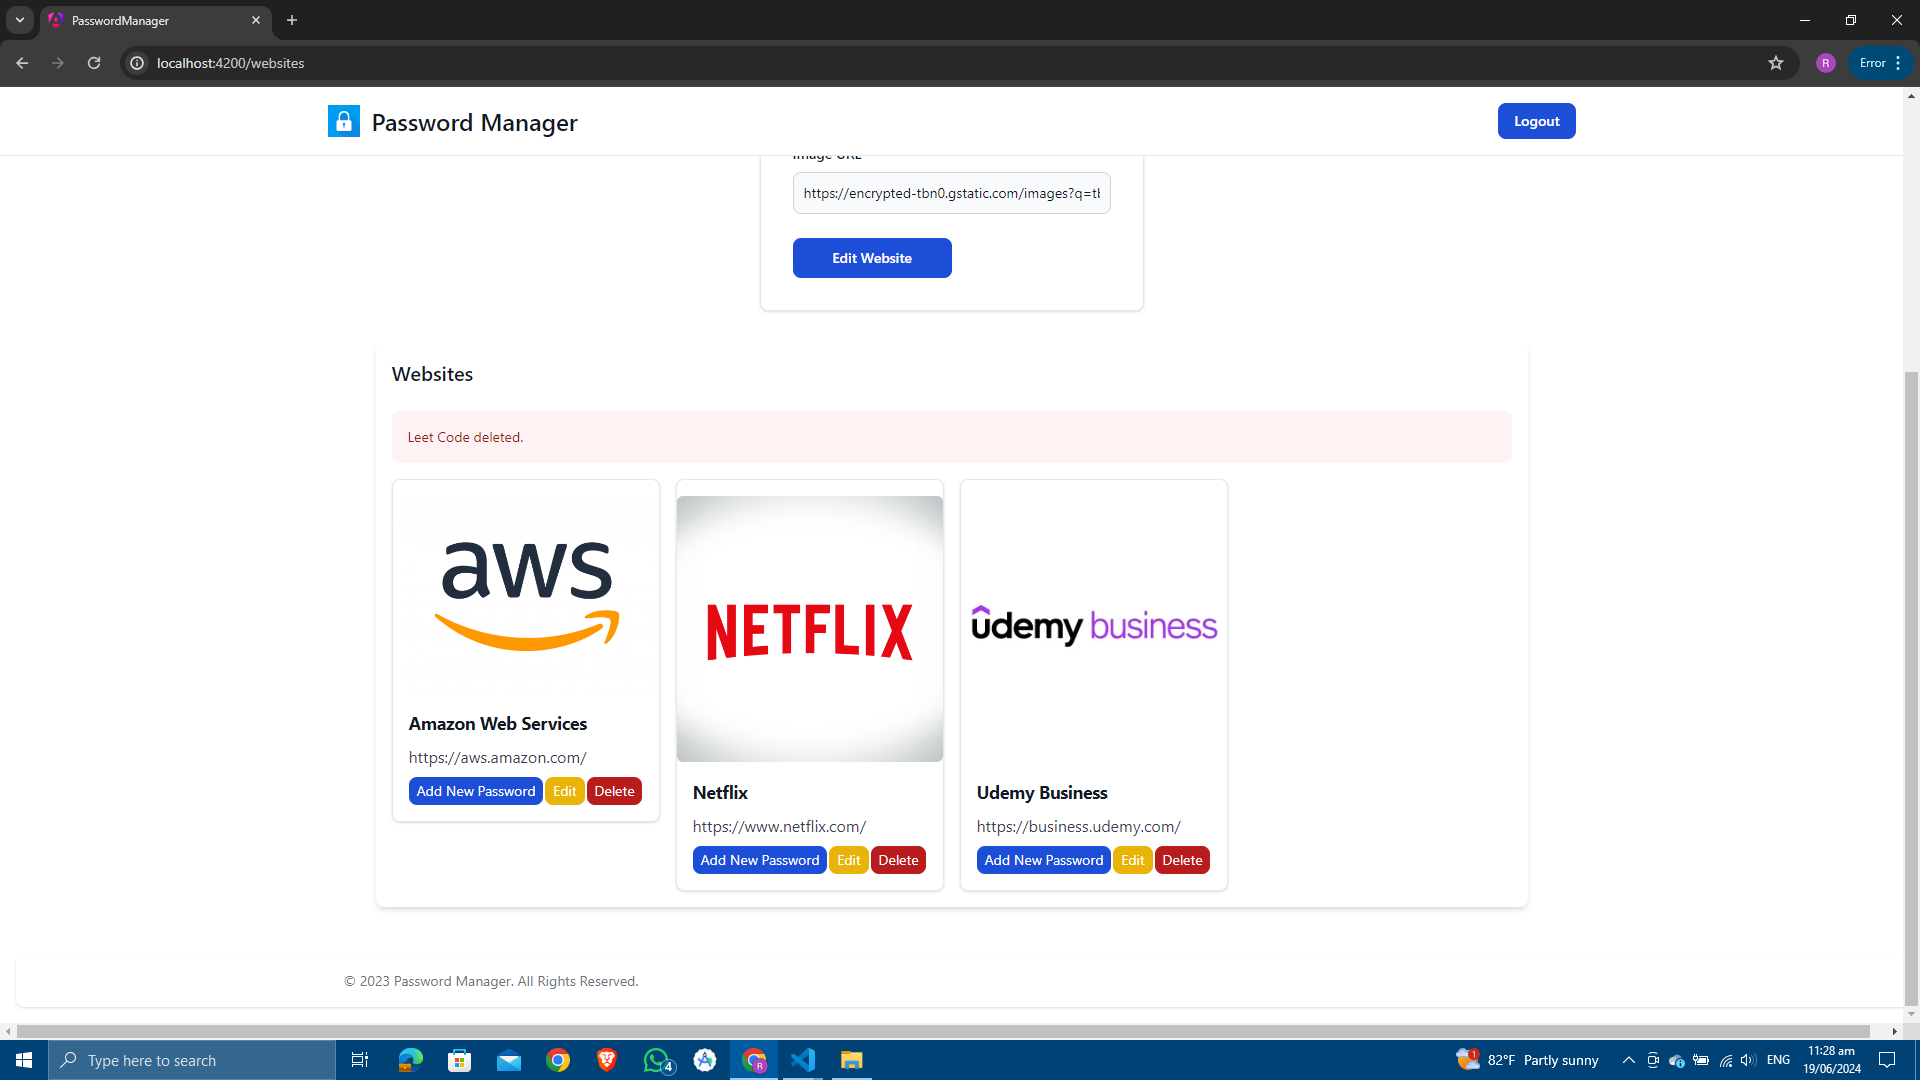 PasswordManager
localhost:4200/websites
R
Error
Password Manager
Logout
Image URL
https://encrypted-tbn0.gstatic.com/images?q=tb
Edit Website
Websites
Leet Code deleted.
aws
NETFLIX
udemy business
Amazon Web Services
https://aws.amazon.com/
Add New Password Edit Delete
Netflix
https://www.netflix.com/
Add New Password Edit Delete
Udemy Business
https://business.udemy.com/
Add New Password Edit Delete
© 2023 Password Manager. All Rights Reserved.
Type here to search
4
R
1
82°F Partly sunny
ENG
11:28 am
19/06/2024